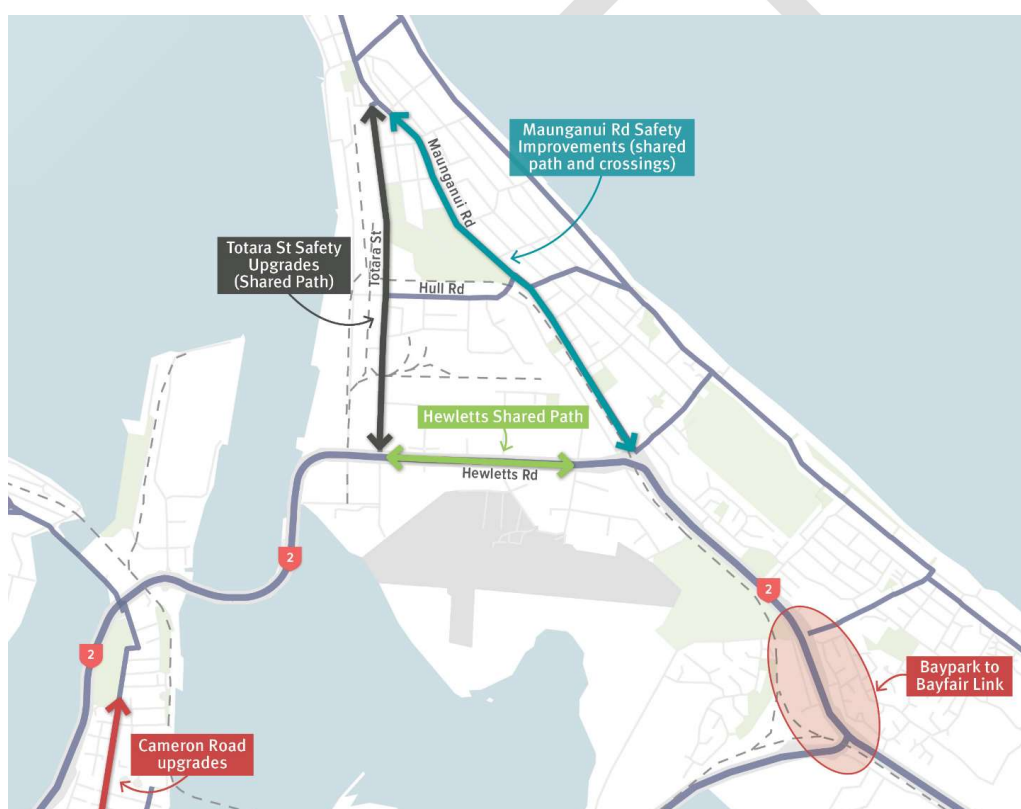 Maunganui Rd Safety
Improvements (shared
path and crossings)
Maunganui Rd
Totara St Safety
Upgrades
(Shared Path)
Totara St
Hull Rd
Hewletts Shared Path
Hewletts Rd
2
2
2
Baypark to
Bayfair Link
Cameron Road
upgrades